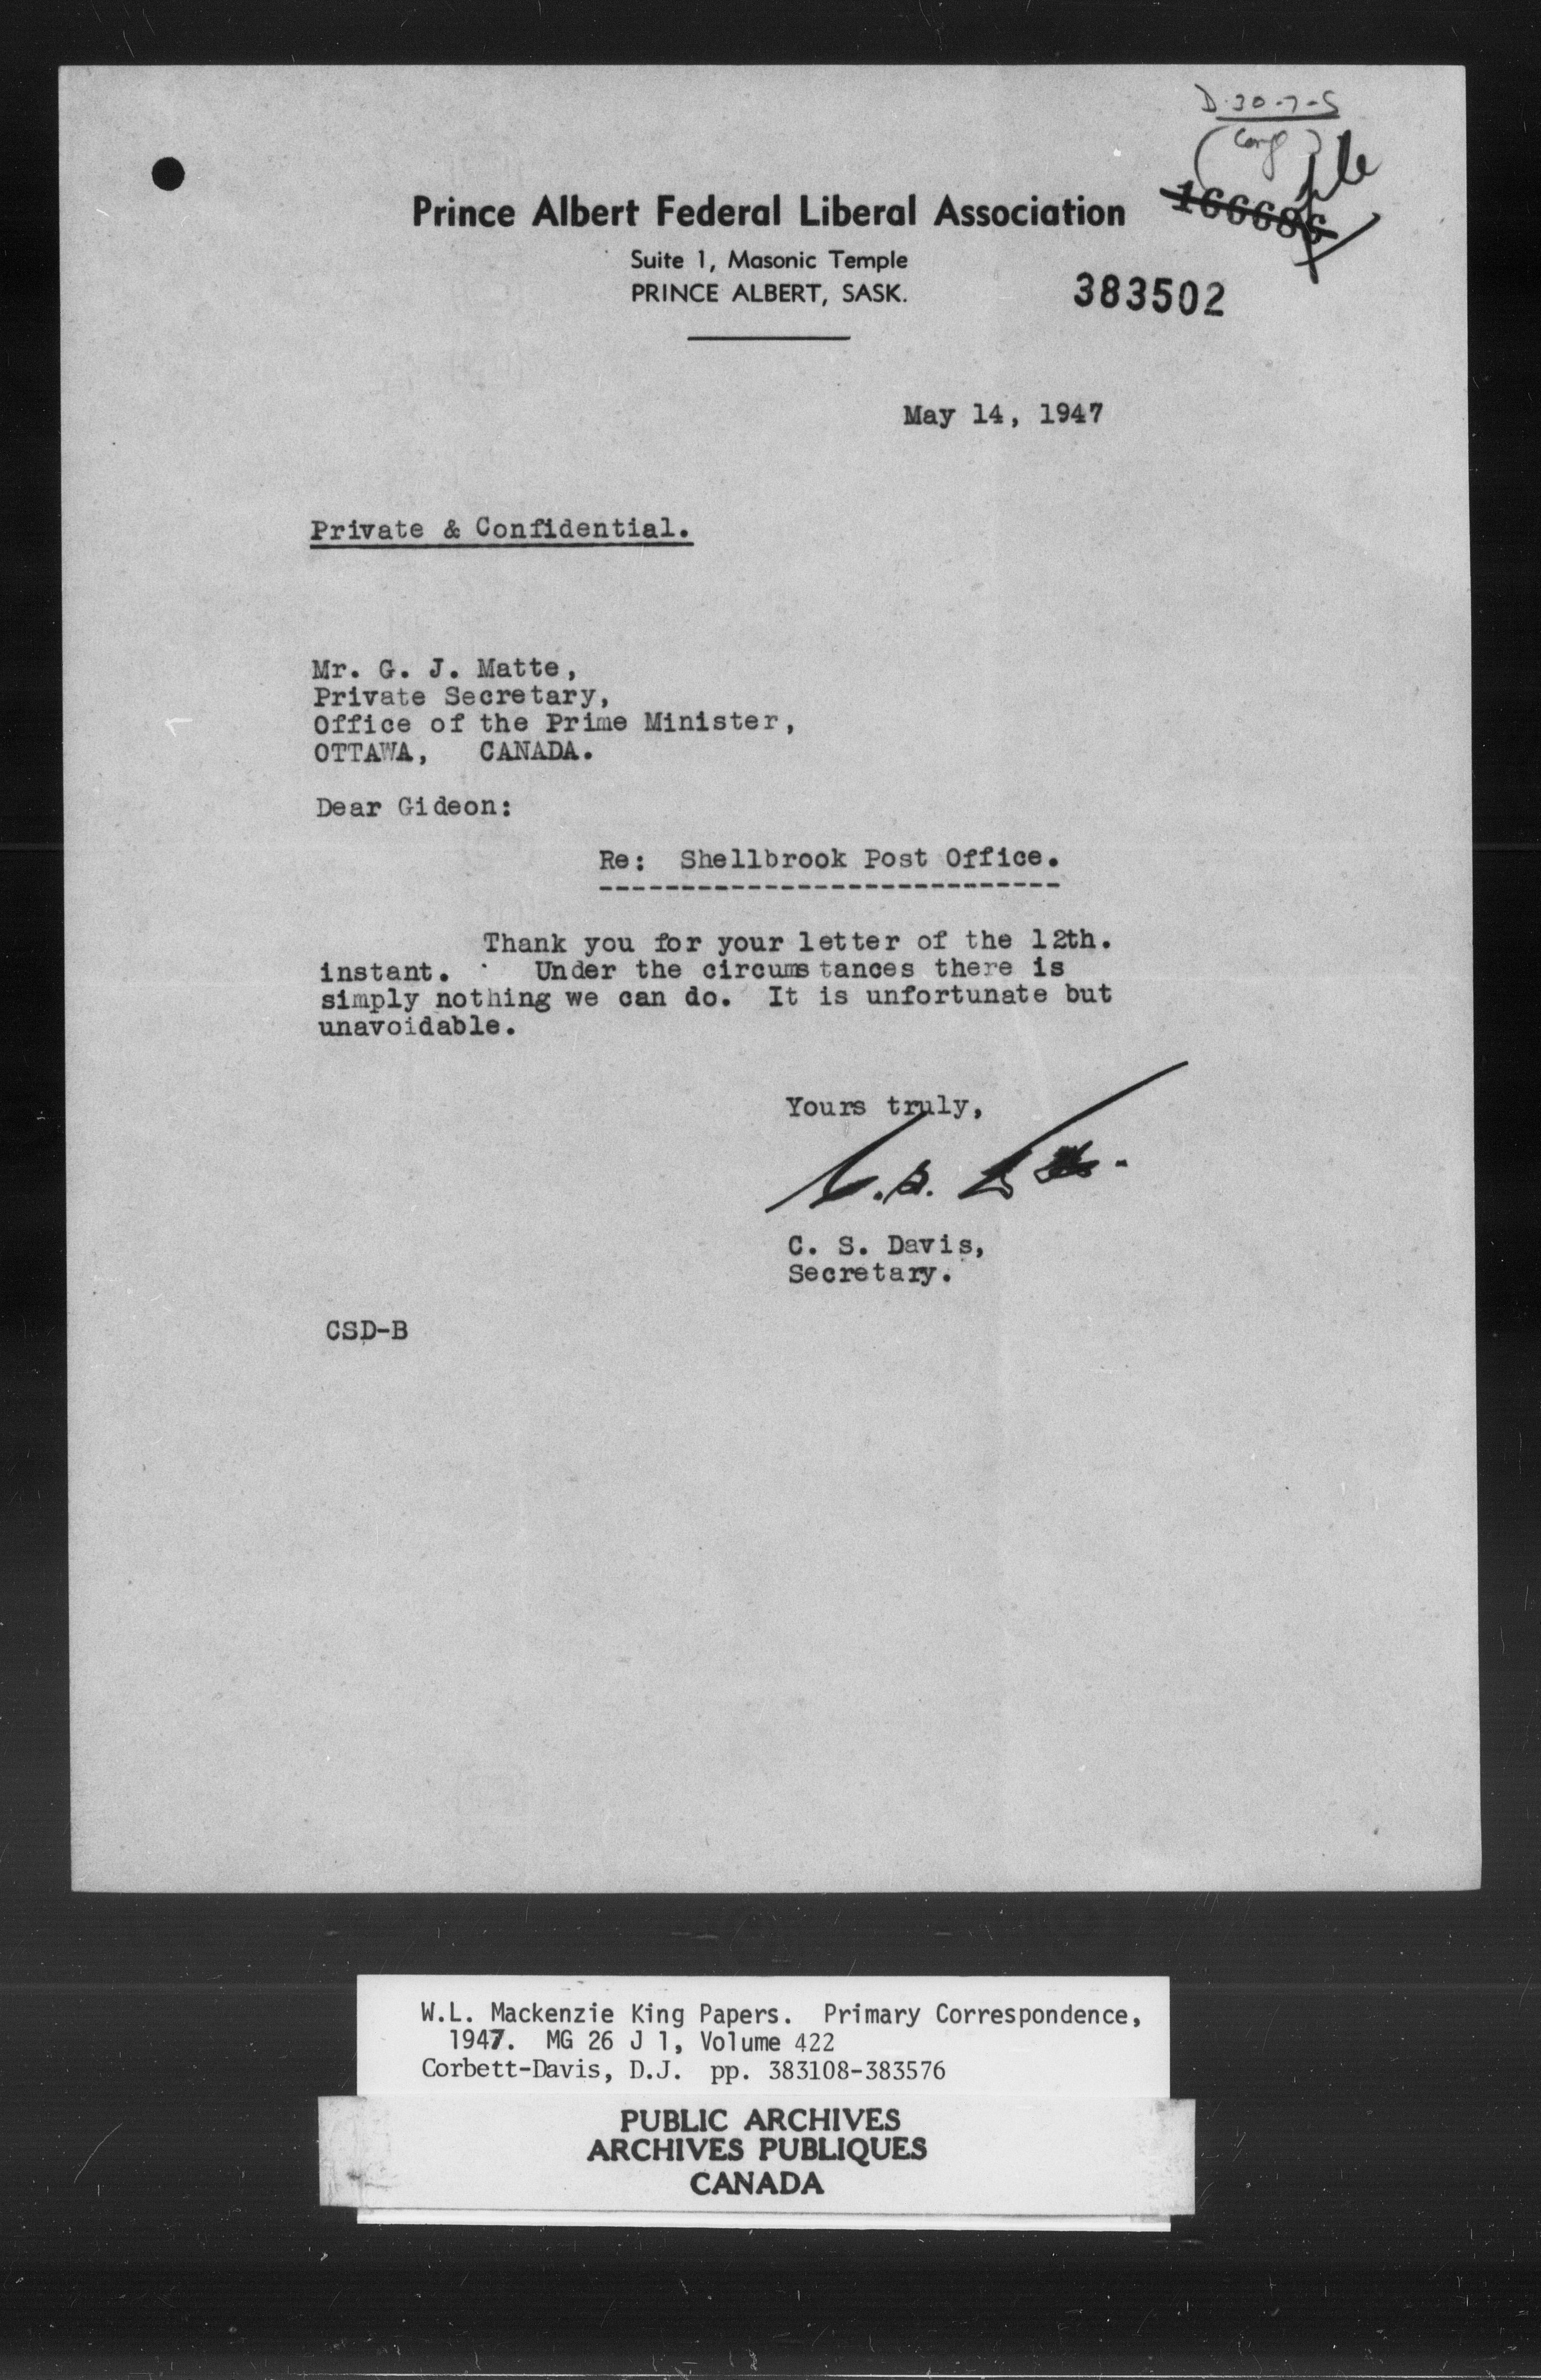 D-30-7-S
(Conf)
file
166686
Prince Albert Federal Liberal Association
Suite 1, Masonic Temple
PRINCE ALBERT, SASK.
383502
May 14, 1947
Private & Confidential.
Mr. G. J. Matte,
Private Secretary,
Office of the Prime Minister,
OTTAWA, CANADA.
Dear Gideon:
Re: Shellbrook Post Office.
Thank you for your letter of the 12th.
instant. Under the circumstances there is
simply nothing we can do. It is unfortunate but
unavoidable.
Yours truly,
C. S. Davis,
Secretary.
CSD-B
W.L. Mackenzie King Papers. Primary Correspondence,
1947. MG 26 J 1, Volume 422
Corbett-Davis, D.J. pp. 383108-383576
PUBLIC ARCHIVES
ARCHIVES PUBLIQUES
CANADA